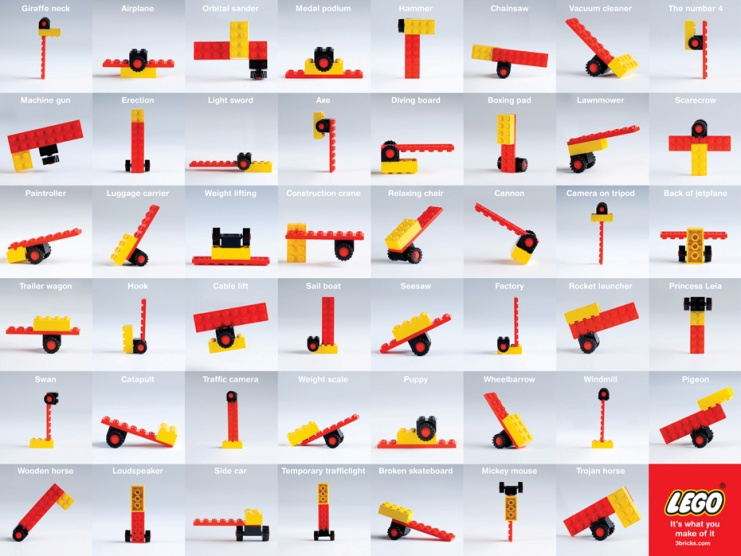 Giraffe neck
Airplane
Orbital sander
Medal podium
Hammer
Chainsaw
Vacuum cleaner
The number 4
Machine gun
Erection
Light sword
Axe
Diving board
Boxing pad
Lawnmower
Scarecrow
Paintroller
Luggage carrier
Weight lifting
Construction crane
Relaxing chair
Cannon
Camera on tripod
Back of jetplane
Trailer wagon
Hook
Cable lift
Sail boat
Seesaw
Factory
Rocket launcher
Princess Leia
Swan
Catapult
Traffic camera
Weight scale
Puppy
Wheelbarrow
Windmill
Pigeon
Wooden horse
Loudspeaker
Side car
Temporary trafficlight
Broken skateboard
Mickey mouse
Trojan horse
LEGO®
It's what you
make of it
3bricks.com